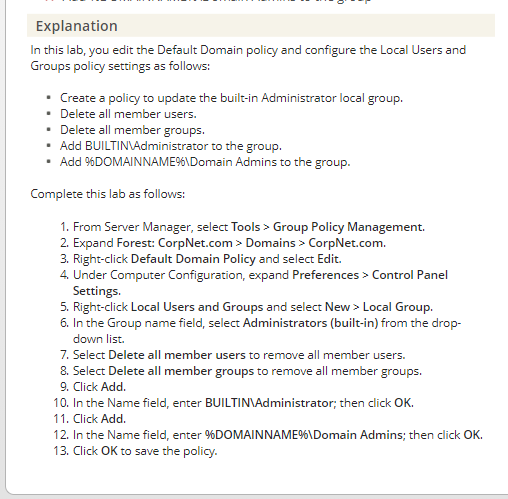 Explanation
In this lab, you edit the Default Domain policy and configure the Local Users and
Groups policy settings as follows:
• Create a policy to update the built-in Administrator local group.
• Delete all member users.
• Delete all member groups.
• Add BUILTIN\Administrator to the group.
• Add %DOMAINNAME%\Domain Admins to the group.
Complete this lab as follows:
1. From Server Manager, select Tools > Group Policy Management.
2. Expand Forest: CorpNet.com > Domains > CorpNet.com.
3. Right-click Default Domain Policy and select Edit.
4. Under Computer Configuration, expand Preferences > Control Panel
Settings.
5. Right-click Local Users and Groups and select New > Local Group.
6. In the Group name field, select Administrators (built-in) from the drop-
down list.
7. Select Delete all member users to remove all member users.
8. Select Delete all member groups to remove all member groups.
9. Click Add.
10. In the Name field, enter BUILTIN\Administrator; then click OK.
11. Click Add.
12. In the Name field, enter %DOMAINNAME%\Domain Admins; then click OK.
13. Click OK to save the policy.